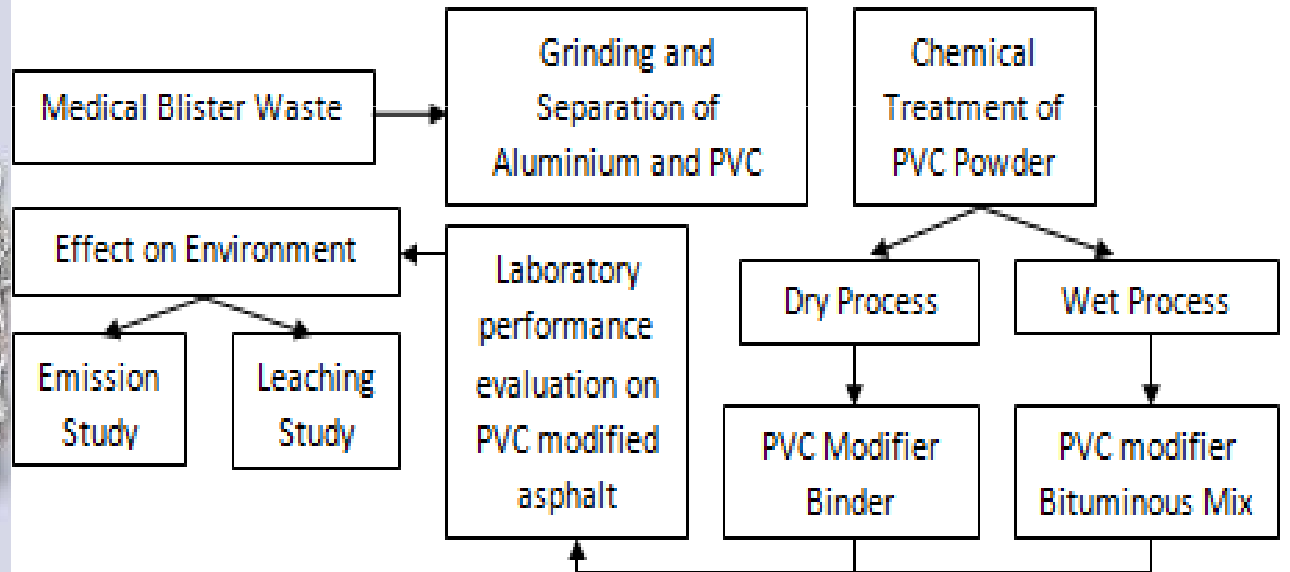 Medical Blister Waste
Grinding and
Separation of
Aluminium and PVC
Chemical
Treatment of
PVC Powder
Effect on Environment
Emission
Study
Leaching
Study
Laboratory
performance
evaluation on
PVC modified
asphalt
Dry Process
Wet Process
PVC Modifier
Binder
PVC modifier
Bituminous Mix